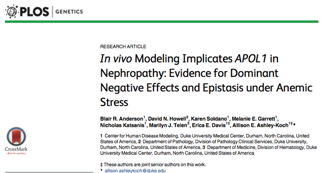 PLOS | GENETICS
RESEARCH ARTICLE
In vivo Modeling Implicates APOL1 in
Nephropathy: Evidence for Dominant
Negative Effects and Epistasis under Anemic
Stress
Blair R. Anderson¹, David N. Howell², Karen Soldano¹, Melanie E. Garrett¹,
Nicholas Katsanis¹, Marilyn J. Telen³, Erica E. Davis¹‡, Allison E. Ashley-Koch¹‡*
1 Center for Human Disease Modeling, Duke University Medical Center, Durham, North Carolina, United
States of America, 2 Department of Pathology, Division of Pathology Clinical Services, Duke University,
Durham, North Carolina, United States of America, 3 Department of Medicine, Division of Hematology, Duke
University Medical Center, Durham, North Carolina, United States of America
‡ These authors are joint senior authors on this work.
* allison.ashleykoch@duke.edu
CrossMark